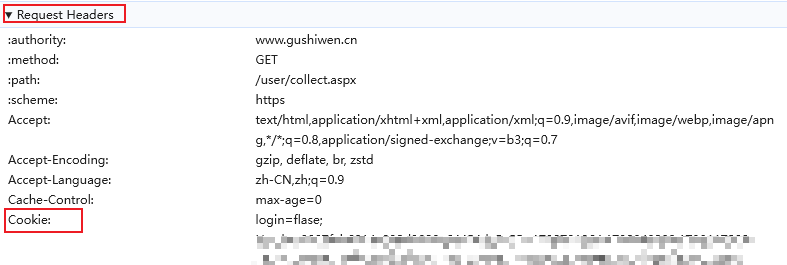 ▼ Request Headers
:authority: www.gushiwen.cn
:method: GET
:path: /user/collect.aspx
:scheme: https
Accept: text/html,application/xhtml+xml,application/xml;q=0.9,image/avif,image/webp,image/apn
g,*/*;q=0.8,application/signed-exchange;v=b3;q=0.7
Accept-Encoding: gzip, deflate, br, zstd
Accept-Language: zh-CN,zh;q=0.9
Cache-Control: max-age=0
Cookie: login=flase;